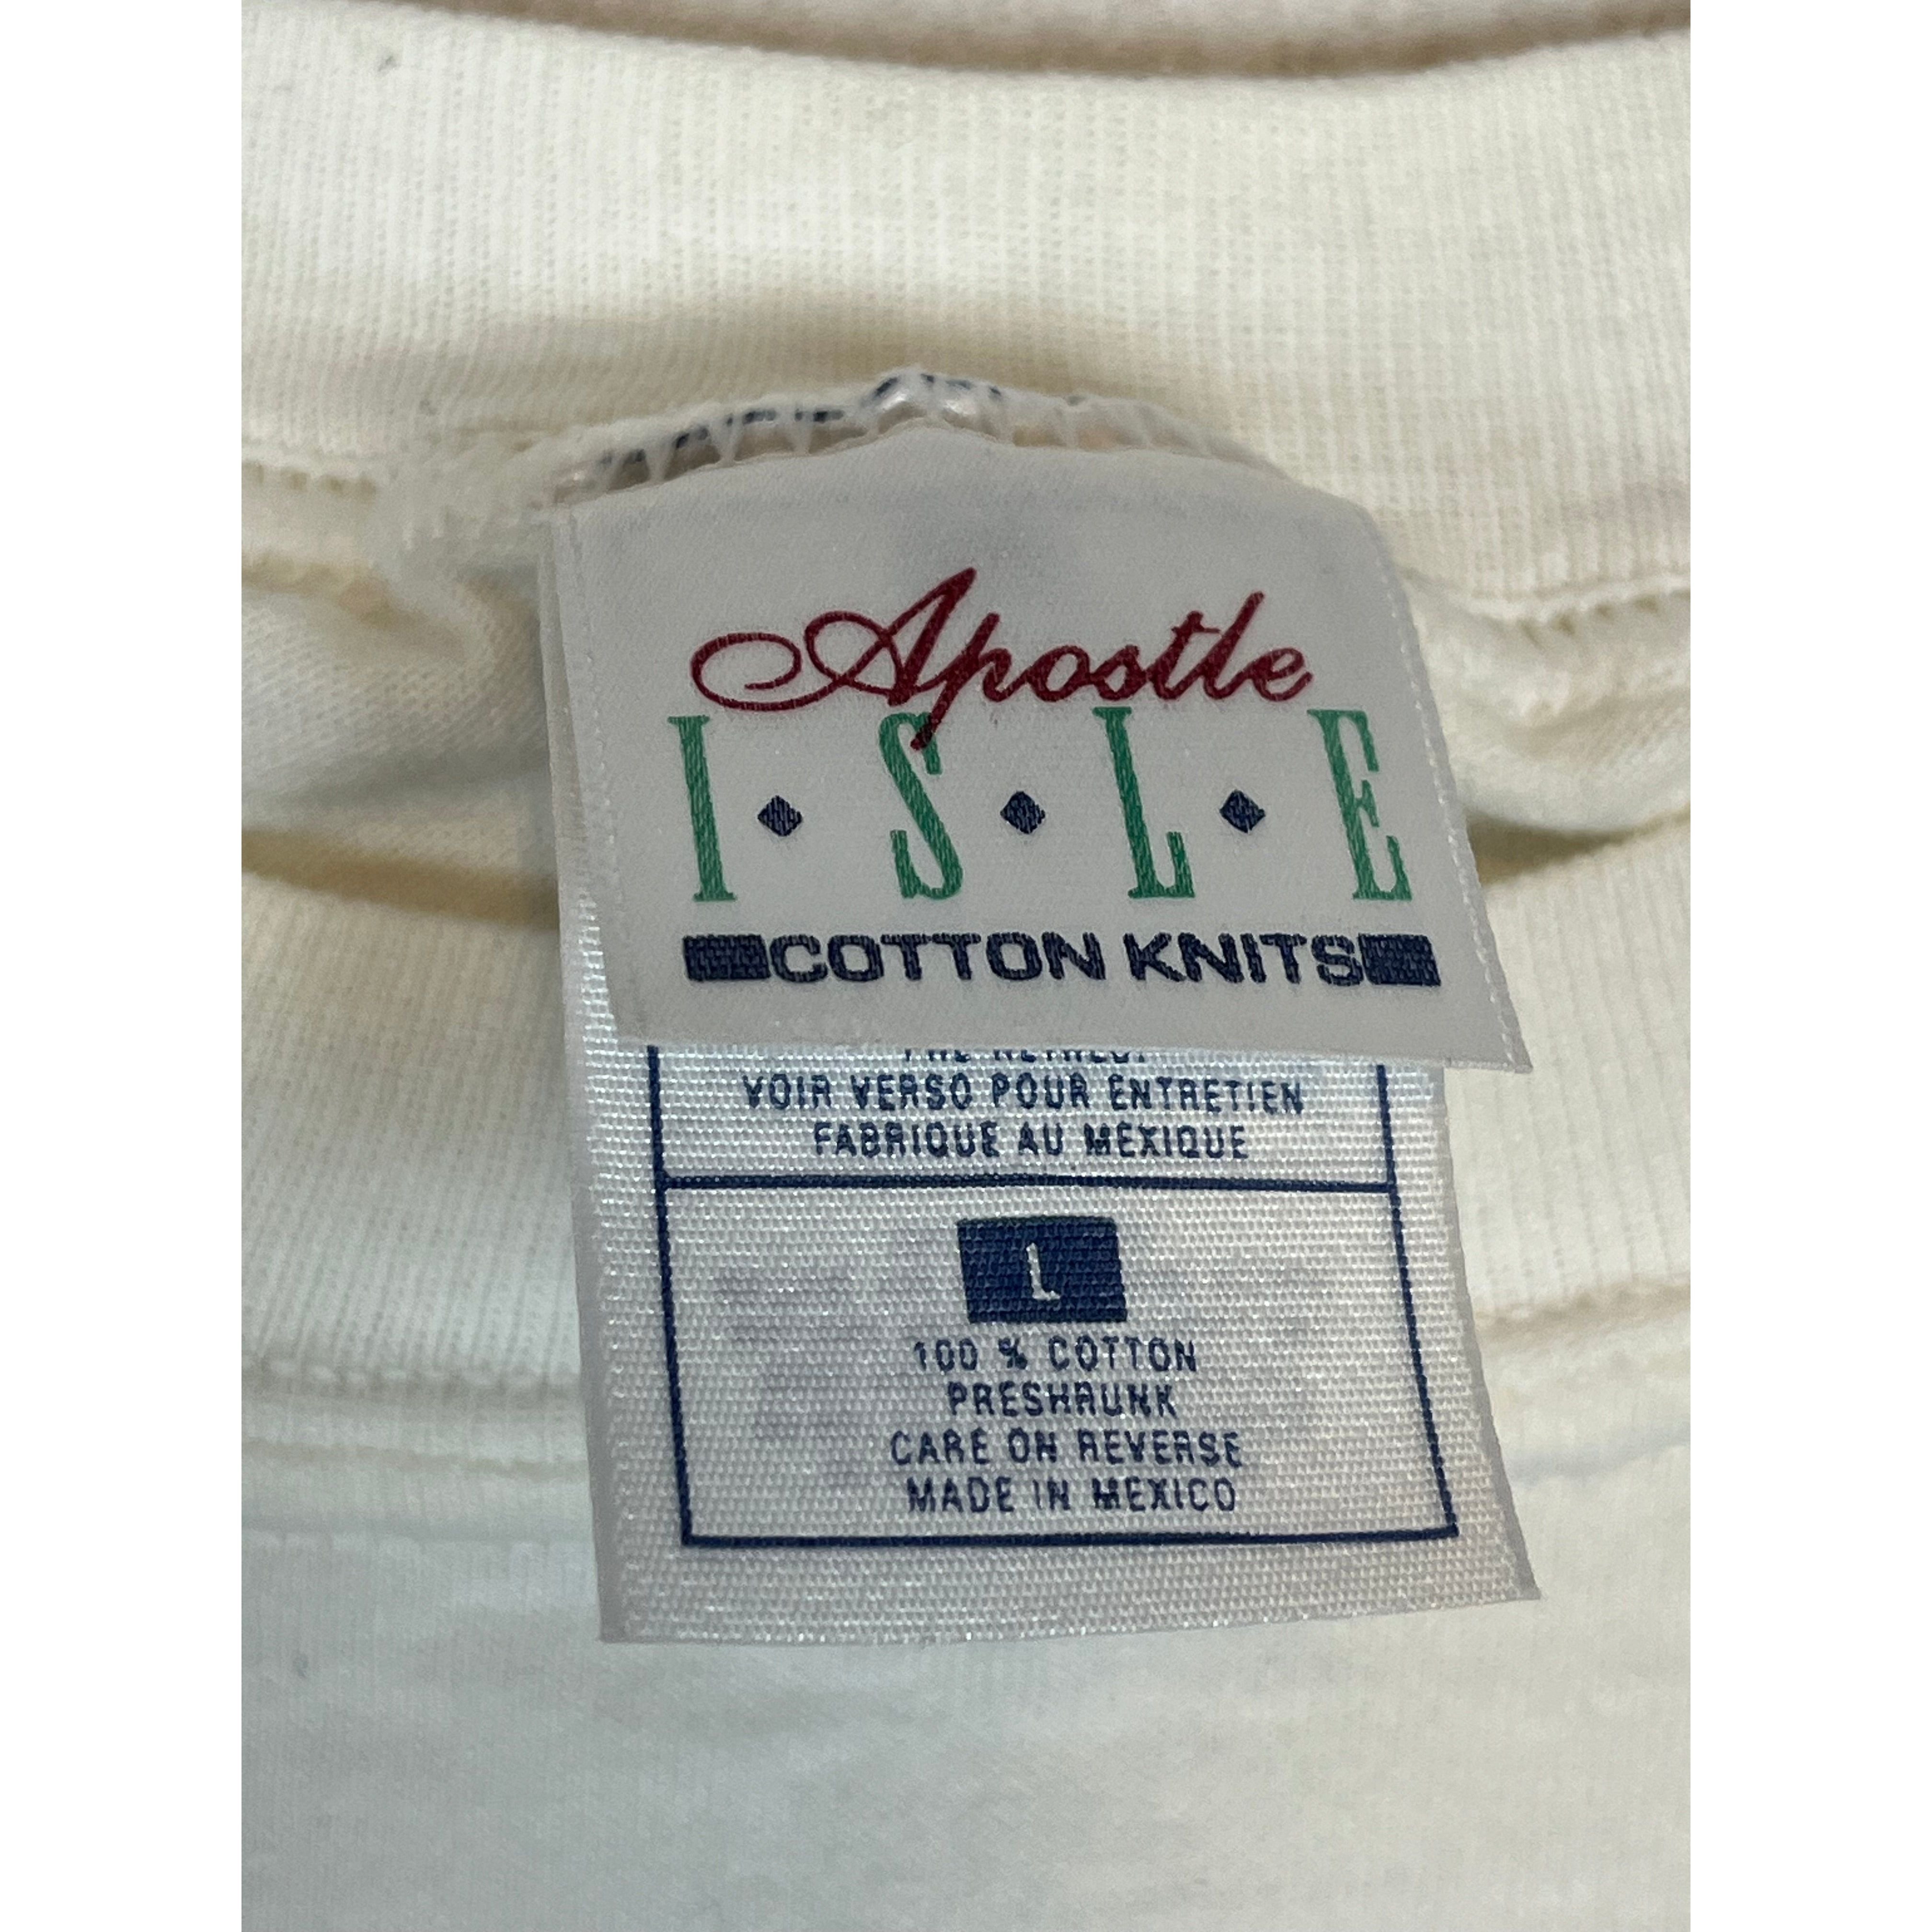 Apostle
I◆S◆L◆E
COTTON KNITS
VOIR VERSO POUR ENTRETIEN
FABRIQUE AU MEXIQUE
L
100 % COTTON
PRESHRUNK
CARE ON REVERSE
MADE IN MEXICO